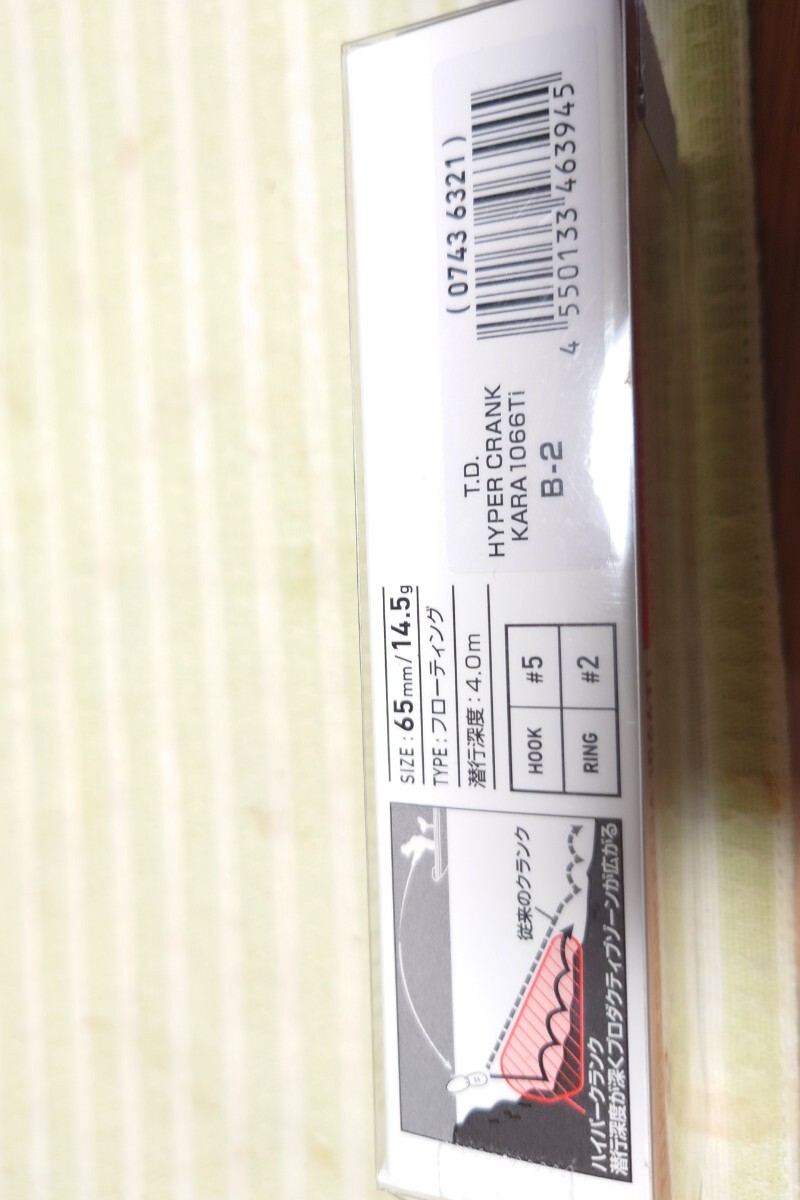 従来のクランク
ハイパークランク
潜行深度が深くプロダクティブゾーンが広がる
SIZE : 65mm/14.5g
TYPE : フローティング
潜行深度 : 4.0m
HOOK #5
RING #2
T.D.
HYPER CRANK
KARA1066Ti
B-2
(0743 6321)
4 550133 463945